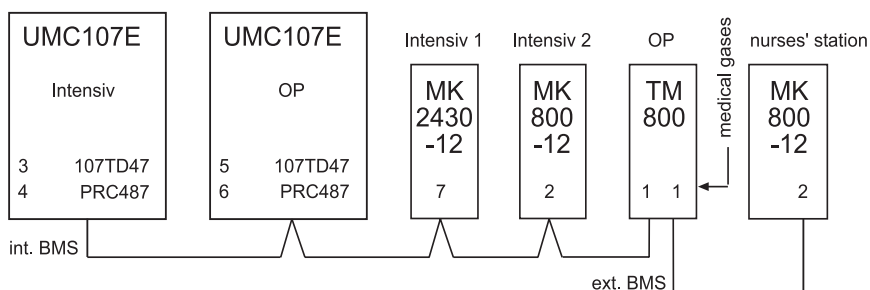 UMC107E
Intensiv
3 107TD47
4 PRC487
UMC107E
OP
5 107TD47
6 PRC487
Intensiv 1
MK
2430
-12
7
Intensiv 2
MK
800
-12
2
OP
TM
800
1 1
medical gases
nurses' station
MK
800
-12
2
int. BMS
ext. BMS